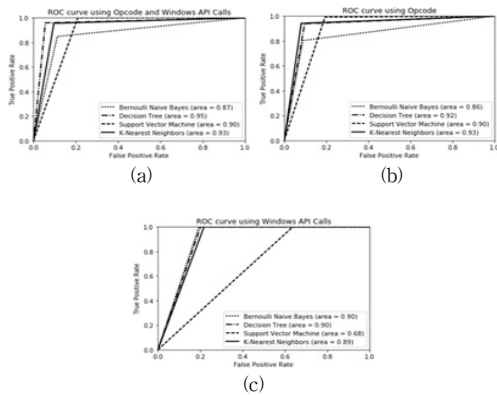 ROC curve using Opcode and Windows API Calls
True Positive Rate
1.0
0.8
0.6
0.4
0.2
0.0
Bernoulli Naive Bayes (area = 0.87)
Decision Tree (area = 0.95)
Support Vector Machine (area = 0.90)
K-Nearest Neighbors (area = 0.93)
0.0 0.2 0.4 0.6 0.8 1.0
False Positive Rate
(a)
ROC curve using Opcode
True Positive Rate
1.0
0.8
0.6
0.4
0.2
0.0
Bernoulli Naive Bayes (area = 0.86)
Decision Tree (area = 0.92)
Support Vector Machine (area = 0.90)
K-Nearest Neighbors (area = 0.93)
0.0 0.2 0.4 0.6 0.8 1.0
False Positive Rate
(b)
ROC curve using Windows API Calls
True Positive Rate
1.0
0.8
0.6
0.4
0.2
0.0
Bernoulli Naive Bayes (area = 0.90)
Decision Tree (area = 0.90)
Support Vector Machine (area = 0.68)
K-Nearest Neighbors (area = 0.89)
0.0 0.2 0.4 0.6 0.8 1.0
False Positive Rate
(c)